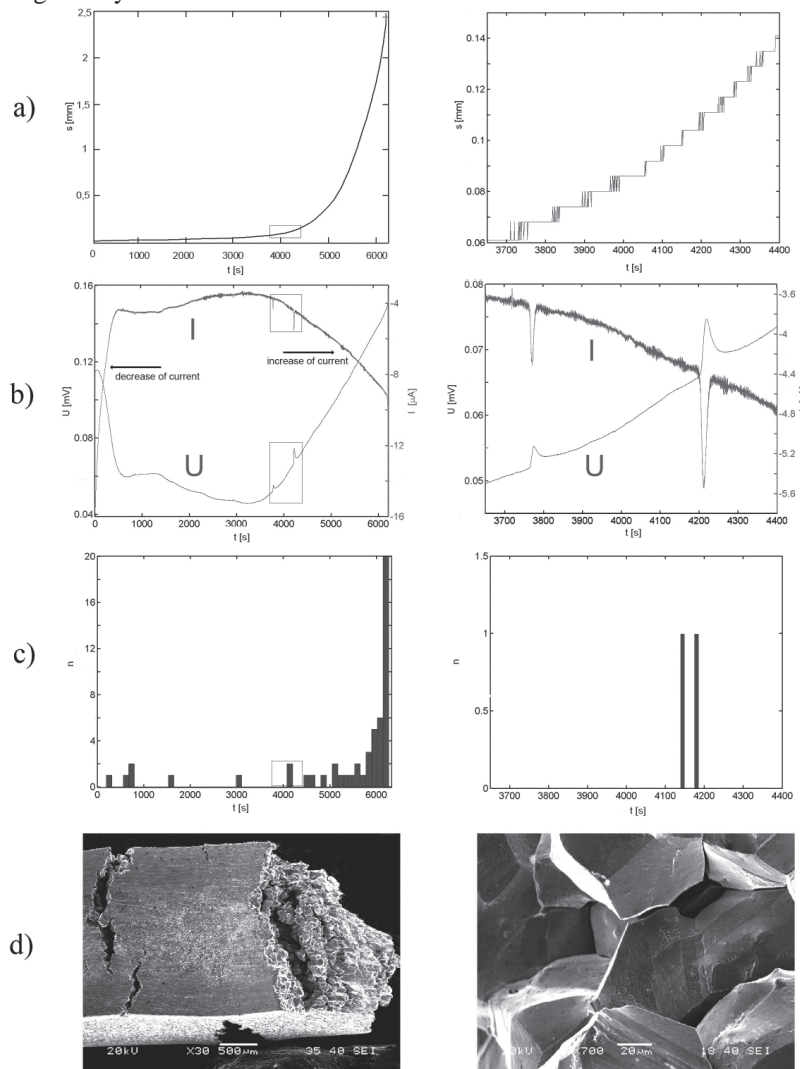 a)
2,5
2
1,5
1
0,5
s [mm]
0 1000 2000 3000 4000 5000 6000
t [s]
0.14
0.12
0.1
0.08
0.06
s [mm]
3700 3800 3900 4000 4100 4200 4300 4400
t [s]
b)
0.16
0.12
0.08
0.04
U [mV]
I
U
decrease of current
increase of current
-4
-8
-12
-16
I [μA]
0 1000 2000 3000 4000 5000 6000
t [s]
0.08
0.07
0.06
0.05
U [mV]
I
U
-3.6
-4
-4.4
-4.8
-5.2
-5.6
3700 3800 3900 4000 4100 4200 4300 4400
t [s]
c)
20
16
12
8
4
0
n
0 1000 2000 3000 4000 5000 6000
t [s]
1.5
1
0.5
0
n
3700 3800 3900 4000 4100 4200 4300 4400
t [s]
d)
20kV X30 500μm 35 40 SEI
X700 20μm 18 40 SEI